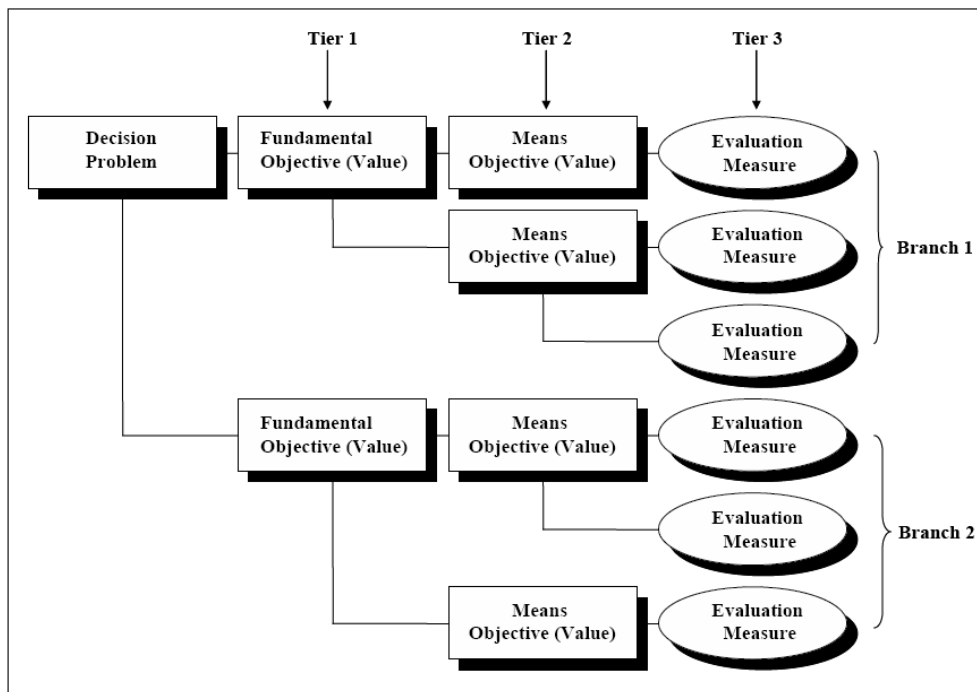 Tier 1
Tier 2
Tier 3
Decision
Problem
Fundamental
Objective (Value)
Means
Objective (Value)
Evaluation
Measure
Means
Objective (Value)
Evaluation
Measure
Branch 1
Evaluation
Measure
Fundamental
Objective (Value)
Means
Objective (Value)
Evaluation
Measure
Evaluation
Measure
Branch 2
Means
Objective (Value)
Evaluation
Measure